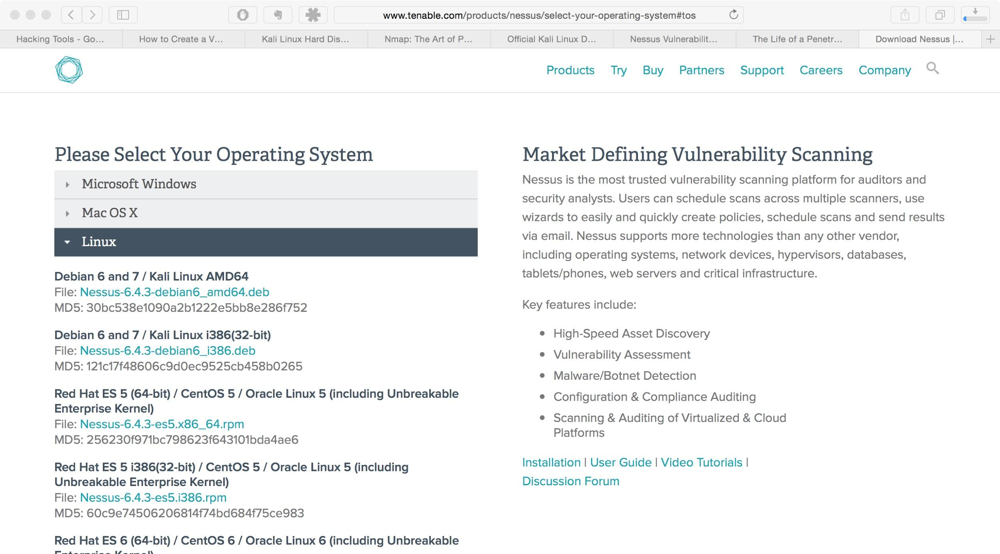 www.tenable.com/products/nessus/select-your-operating-system#tos
Hacking Tools - Go...
How to Create a V...
Kali Linux Hard Dis...
Nmap: The Art of P...
Official Kali Linux D...
Nessus Vulnerabilit...
The Life of a Penetr...
Download Nessus |...
Products Try Buy Partners Support Careers Company
Please Select Your Operating System
Microsoft Windows
Mac OS X
Linux
Debian 6 and 7 / Kali Linux AMD64
File: Nessus-6.4.3-debian6_amd64.deb
MD5: 30bc538e1090a2b1222e5bb8e286f752
Debian 6 and 7 / Kali Linux i386(32-bit)
File: Nessus-6.4.3-debian6_i386.deb
MD5: 121c17f48606c9d0ec9525cb458b0265
Red Hat ES 5 (64-bit) / CentOS 5 / Oracle Linux 5 (including Unbreakable
Enterprise Kernel)
File: Nessus-6.4.3-es5.x86_64.rpm
MD5: 256230f971bc798623f643101bda4ae6
Red Hat ES 5 i386(32-bit) / CentOS 5 / Oracle Linux 5 (including
Unbreakable Enterprise Kernel)
File: Nessus-6.4.3-es5.i386.rpm
MD5: 60c9e74506206814f74bd684f75ce983
Red Hat ES 6 (64-bit) / CentOS 6 / Oracle Linux 6 (including Unbreakable
Enterprise Kernel)
Market Defining Vulnerability Scanning
Nessus is the most trusted vulnerability scanning platform for auditors and
security analysts. Users can schedule scans across multiple scanners, use
wizards to easily and quickly create policies, schedule scans and send results
via email. Nessus supports more technologies than any other vendor,
including operating systems, network devices, hypervisors, databases,
tablets/phones, web servers and critical infrastructure.
Key features include:
• High-Speed Asset Discovery
• Vulnerability Assessment
• Malware/Botnet Detection
• Configuration & Compliance Auditing
• Scanning & Auditing of Virtualized & Cloud
Platforms
Installation | User Guide | Video Tutorials |
Discussion Forum